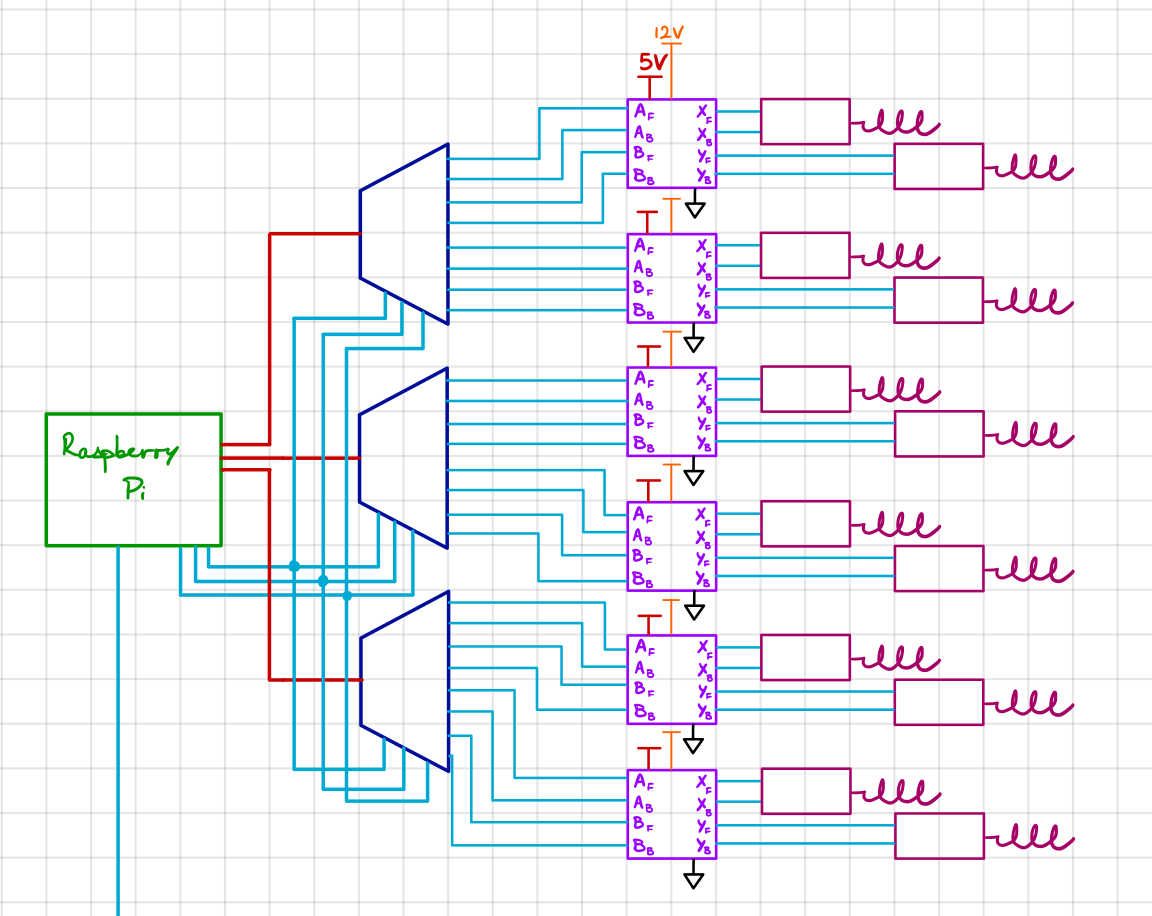 12V
5V
Raspberry
Pi
A_F X_F
A_B X_B
B_F Y_F
B_B Y_B
A_F X_F
A_B X_B
B_F Y_F
B_B Y_B
A_F X_F
A_B X_B
B_F Y_F
B_B Y_B
A_F X_F
A_B X_B
B_F Y_F
B_B Y_B
A_F X_F
A_B X_B
B_F Y_F
B_B Y_B
A_F X_F
A_B X_B
B_F Y_F
B_B Y_B